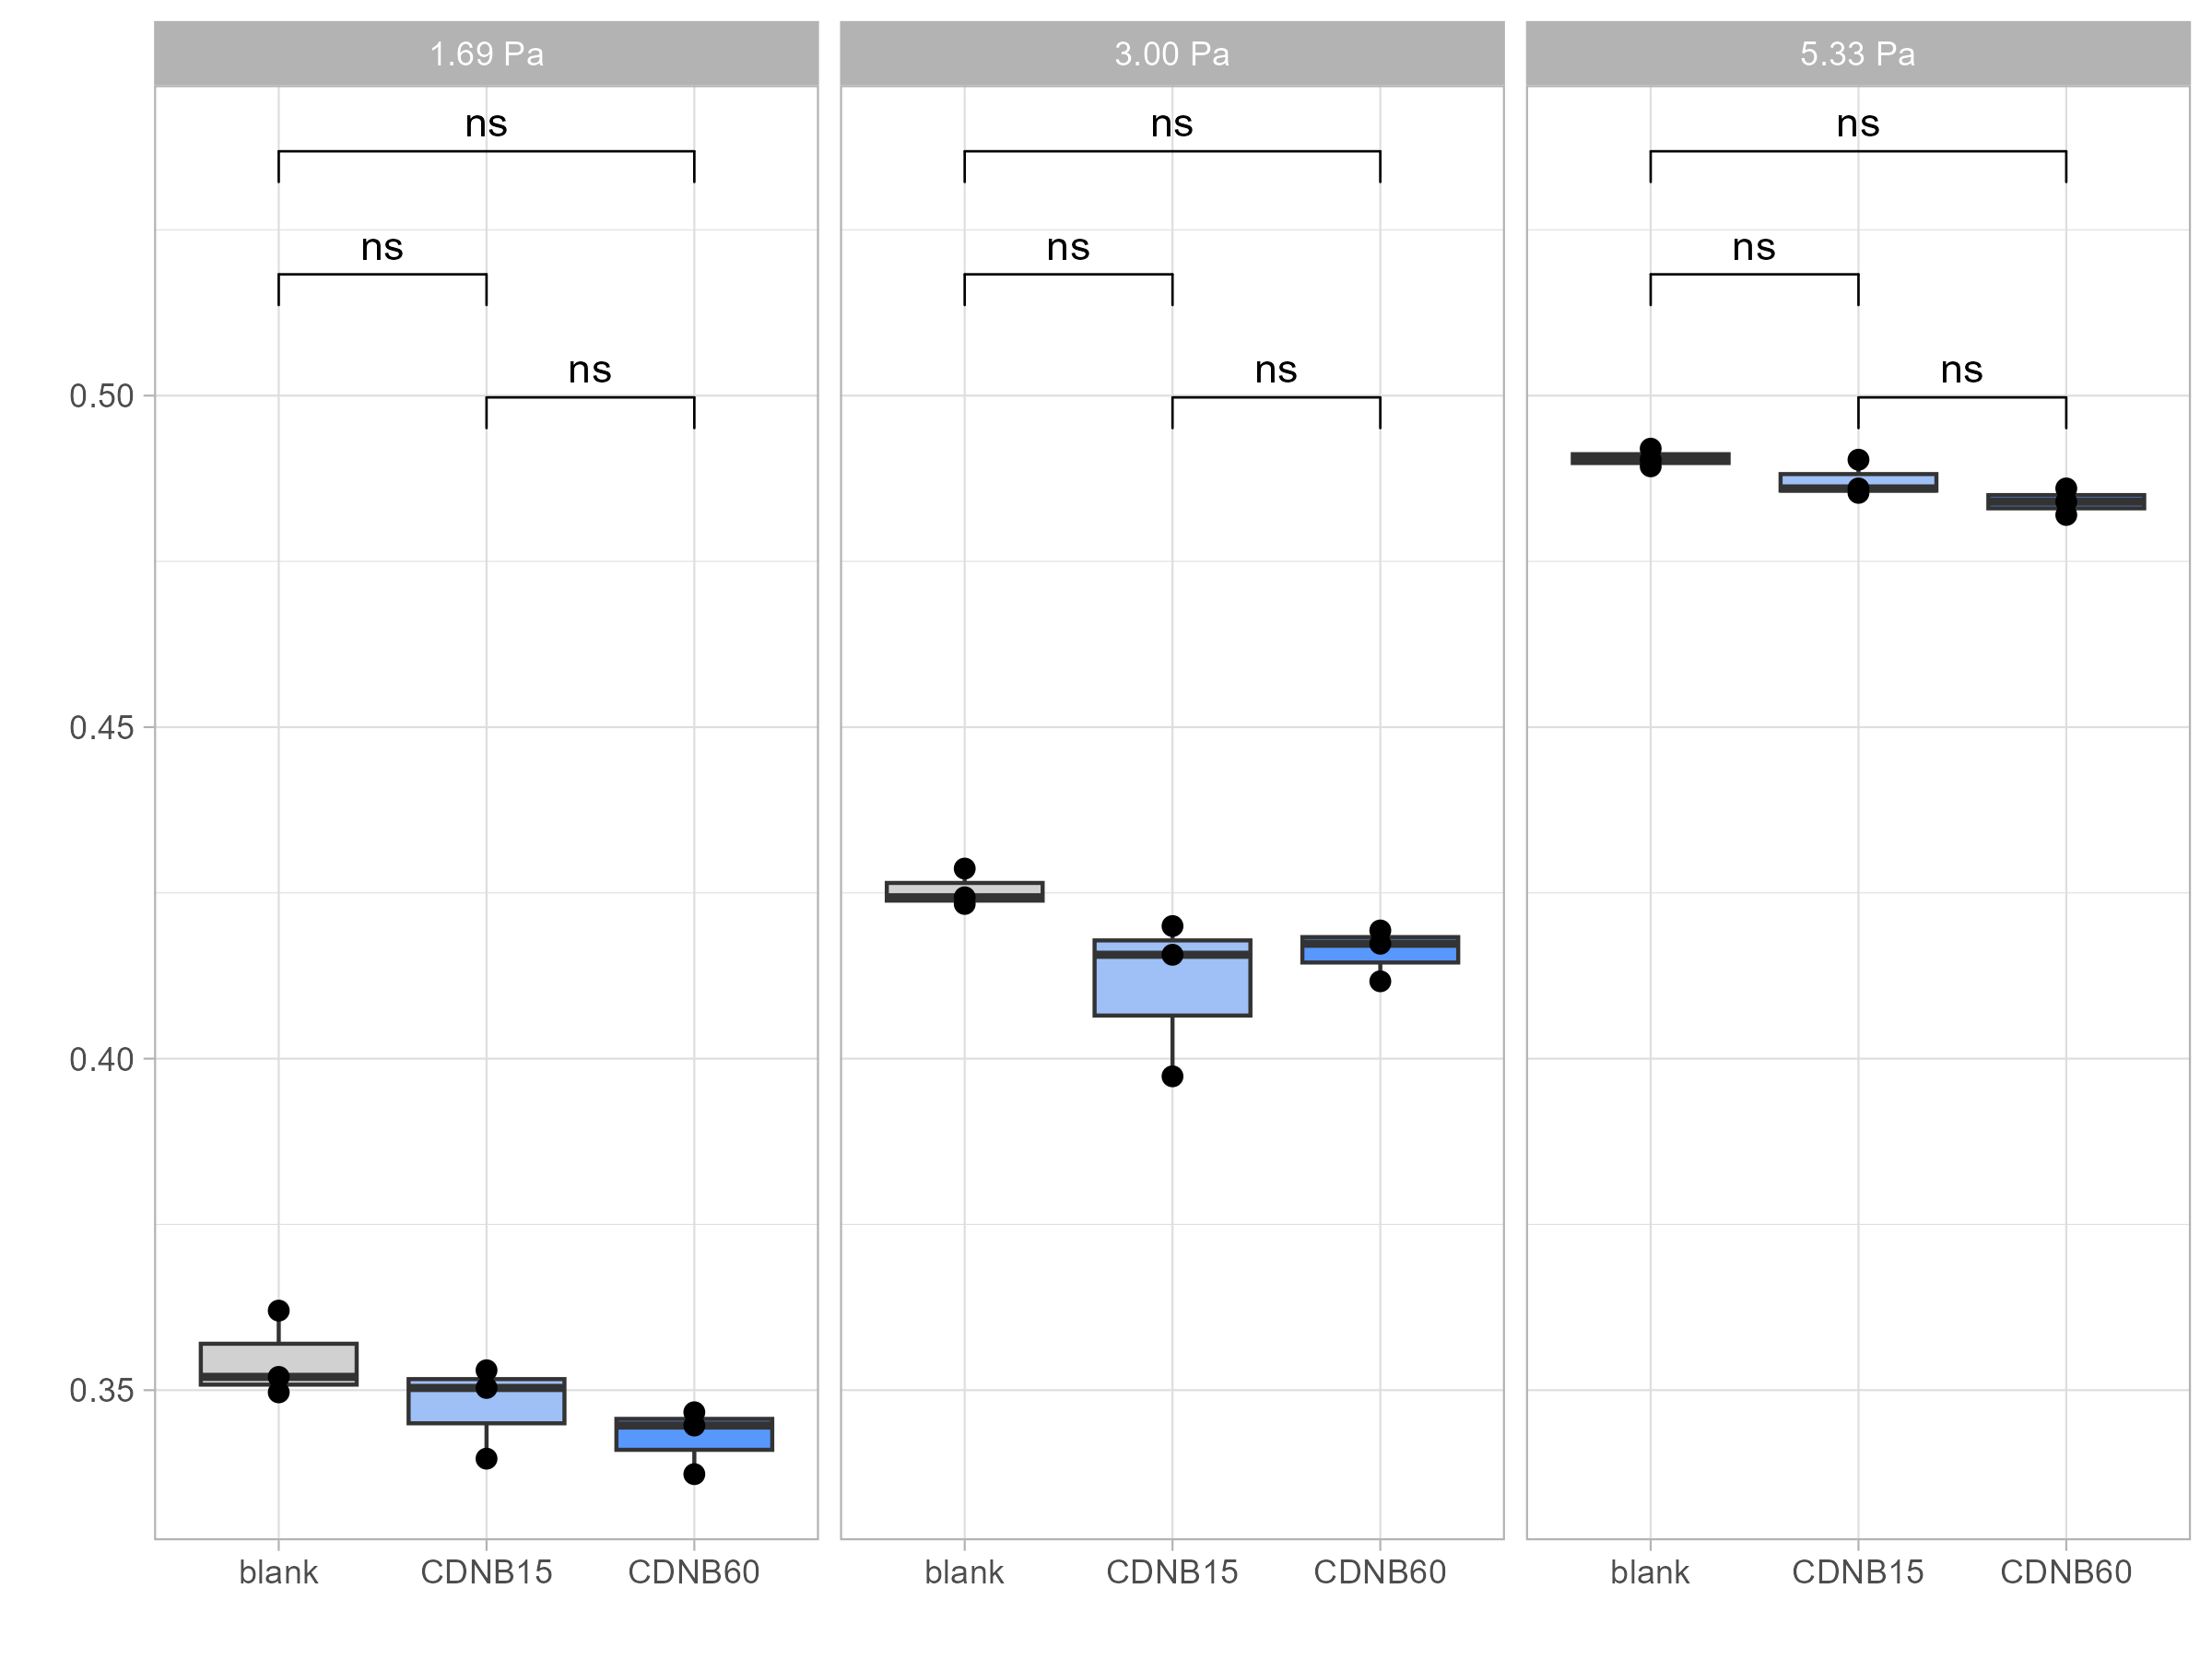 1.69 Pa 3.00 Pa 5.33 Pa
ns ns ns
ns ns ns
ns ns ns
0.50
0.45
0.40
0.35
blank CDNB15 CDNB60 blank CDNB15 CDNB60 blank CDNB15 CDNB60